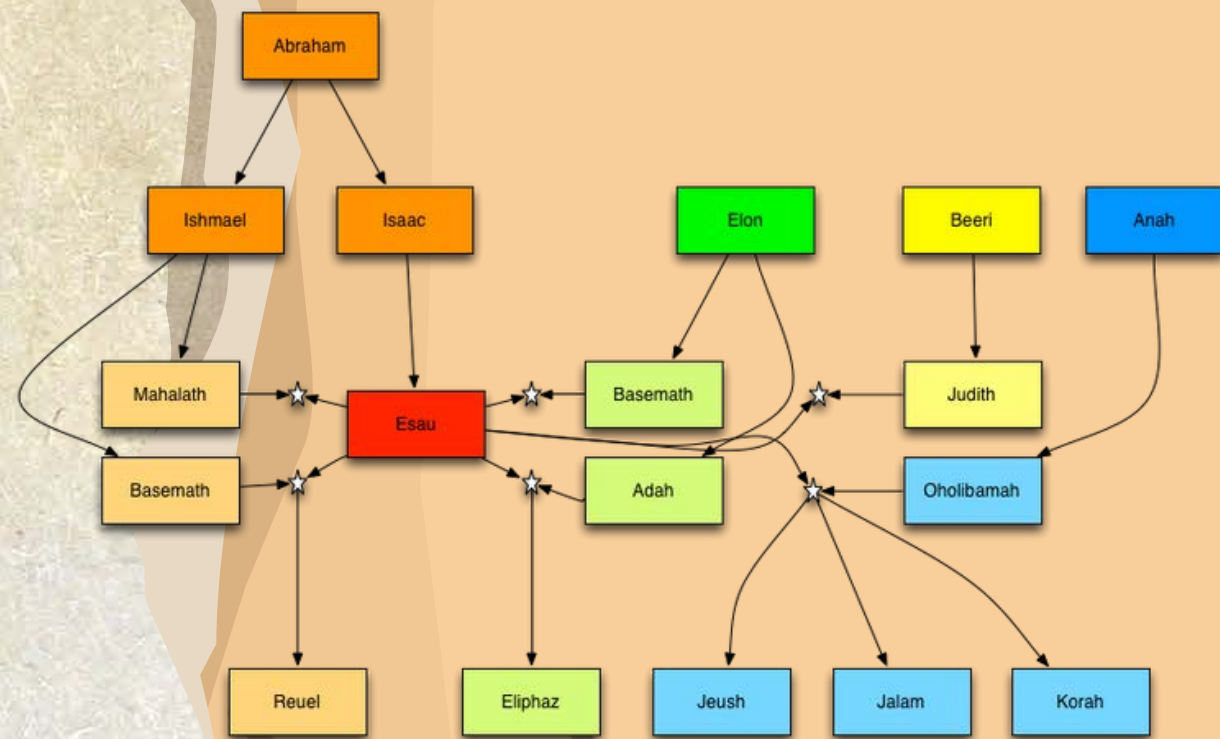 Abraham
Ishmael
Isaac
Elon
Beeri
Anah
Mahalath
Esau
Basemath
Judith
Basemath
Adah
Oholibamah
Reuel
Eliphaz
Jeush
Jalam
Korah